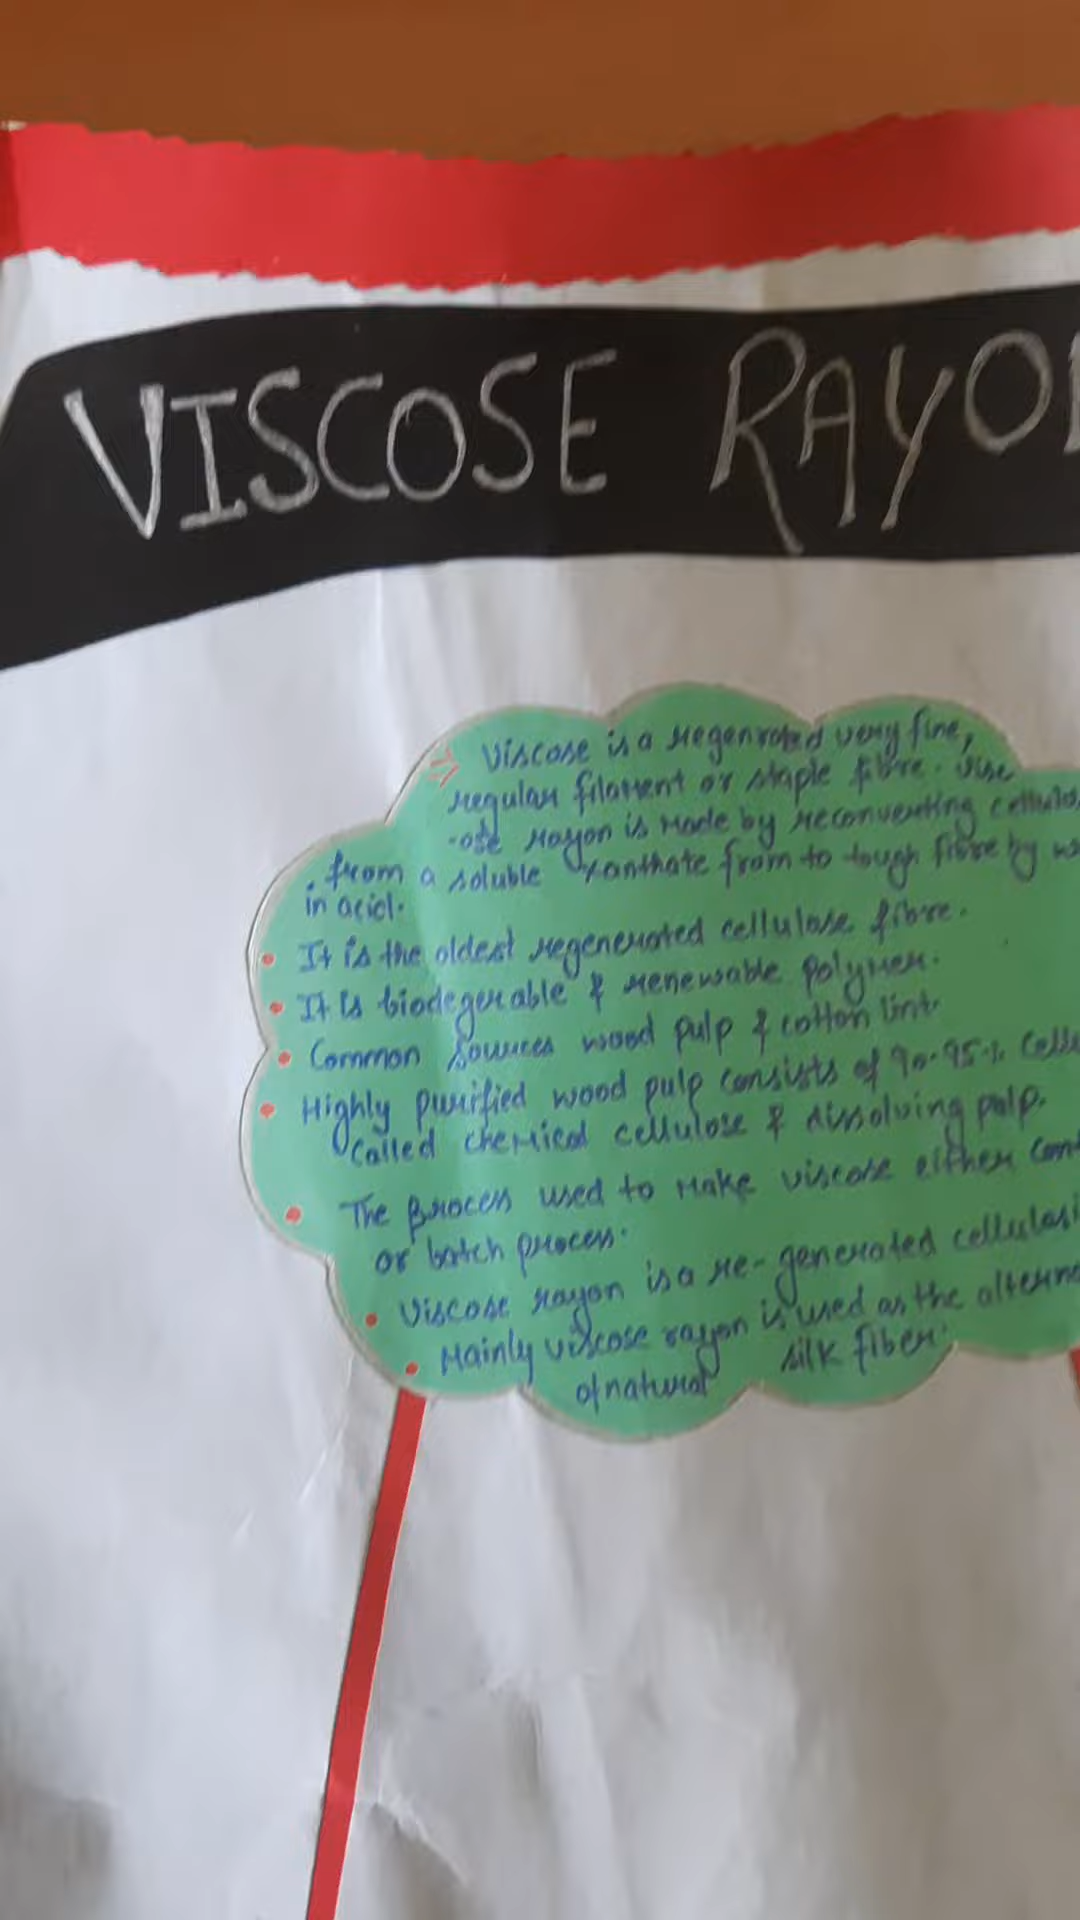 VISCOSE RAYO
⇒ Viscose is a regenrated very fine,
regular filament or staple fibre. Visc
-ose rayon is made by reconverting cellulo
from a soluble xanthate from to tough fibre by w
in acid.
• It is the oldest regenerated cellulose fibre.
• It is biodegerable & renewable polymer.
• Common sources wood pulp & cotton lint.
• Highly purified wood pulp consists of 90-95% Cellu
called chemical cellulose & dissolving pulp.
• The process used to make viscose either cont
or batch process.
• Viscose rayon is a re-generated cellulosi
• Mainly viscose rayon is used as the alterna
of natural silk fiber.